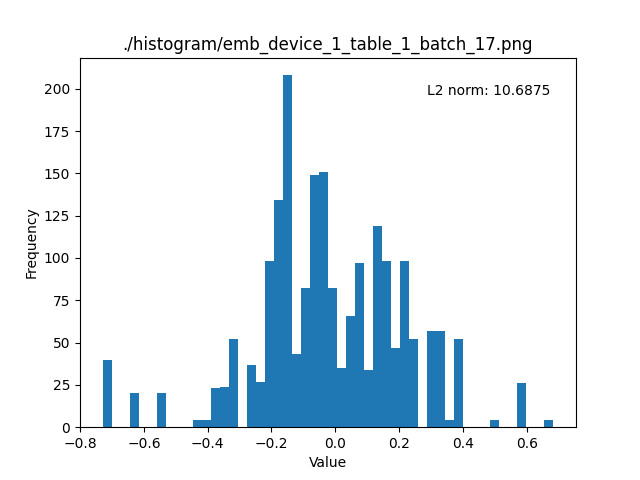 ./histogram/emb_device_1_table_1_batch_17.png
L2 norm: 10.6875
200
175
150
125
100
75
50
25
0
Frequency
−0.8 −0.6 −0.4 −0.2 0.0 0.2 0.4 0.6
Value